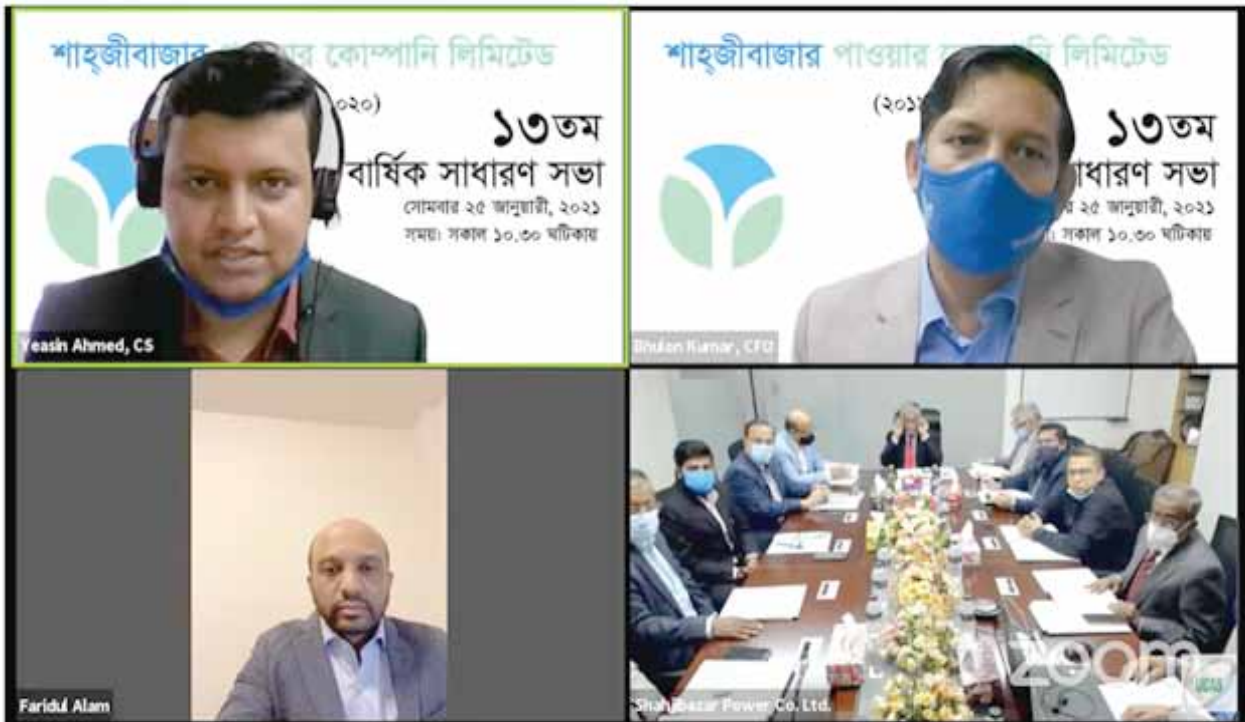 শাহ্জীবাজার র কোম্পানি লিমিটেড
০২০)
১৩তম
বার্ষিক সাধারণ সভা
সোমবার ২৫ জানুয়ারী, ২০২১
সময়: সকাল ১০.৩০ ঘটিকায়
Yeasin Ahmed, CS
শাহ্জীবাজার পাওয়ার নি লিমিটেড
(২০১
১৩তম
াধারণ সভা
র ২৫ জানুয়ারী, ২০২১
সকাল ১০.৩০ ঘটিকায়
Bhulon Kumar, CFO
Faridul Alam
Shahjibazar Power Co. Ltd.
zoom